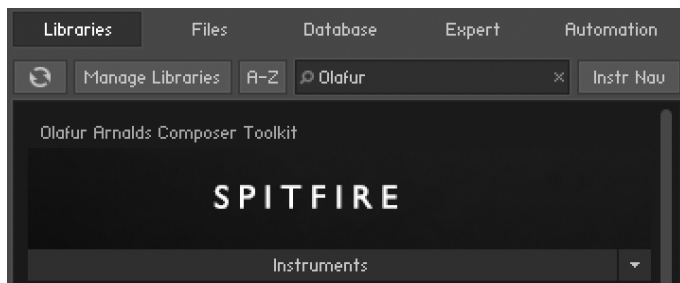 Libraries Files Database Expert Automation
Manage Libraries A-Z Olafur × Instr Nav
Olafur Arnalds Composer Toolkit
SPITFIRE
Instruments